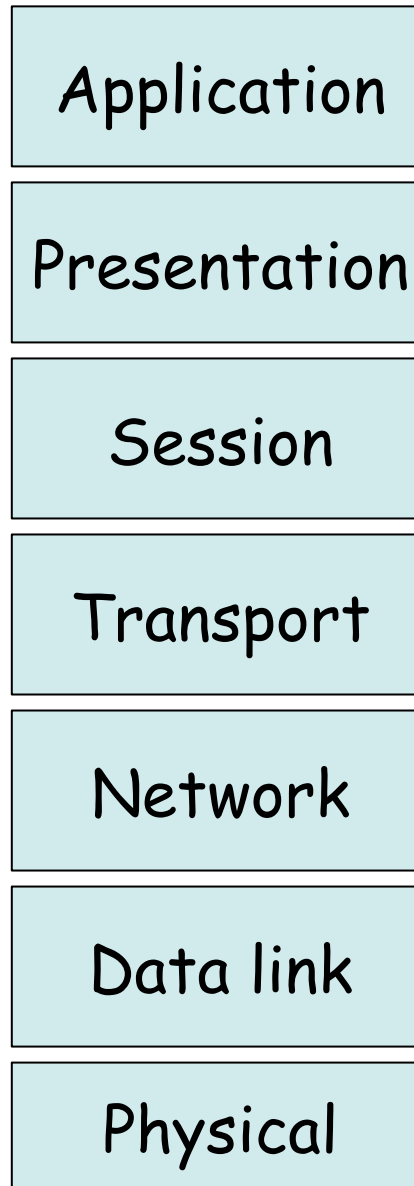 Application
Presentation
Session
Transport
Network
Data link
Physical